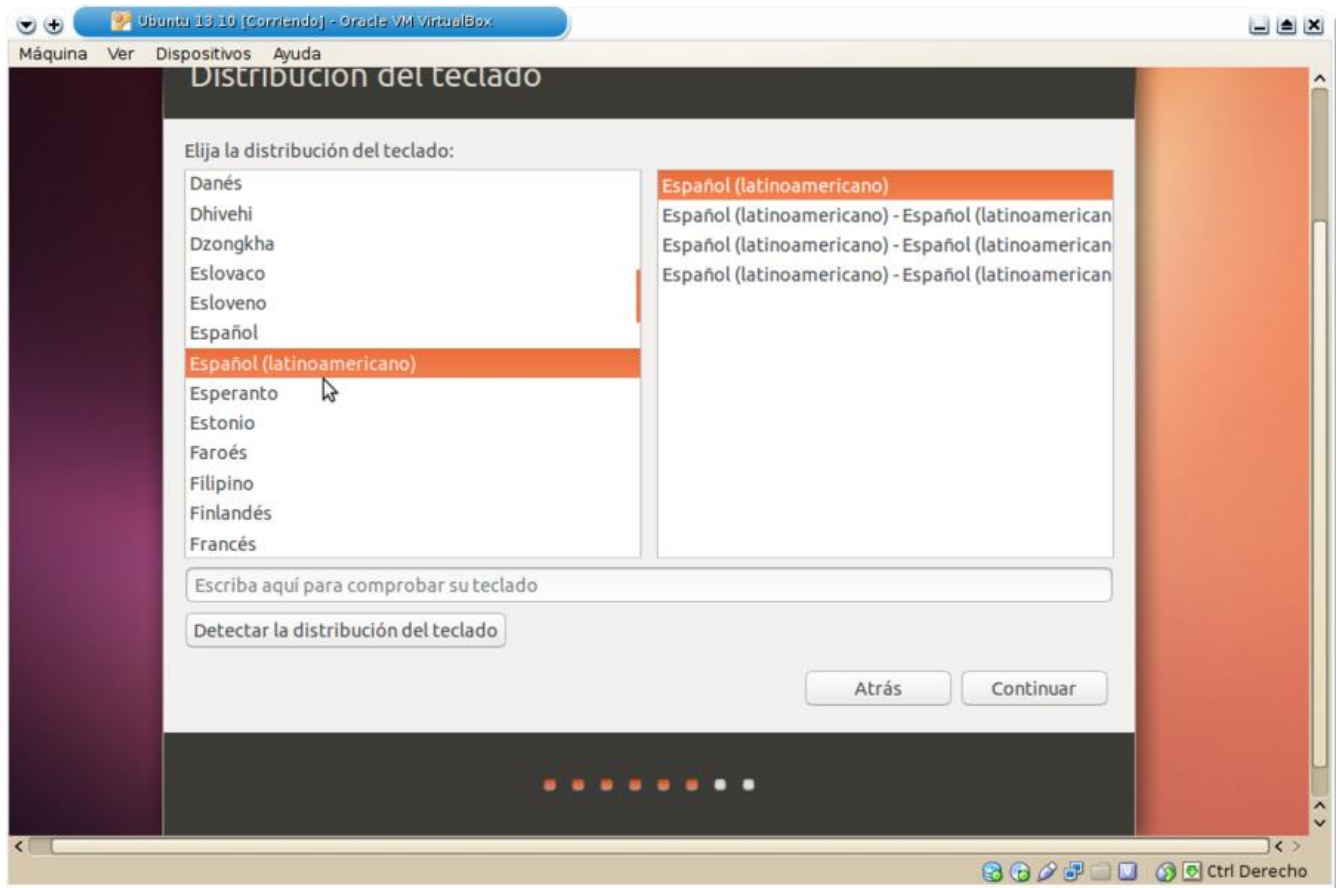 Ubuntu 13.10 [Corriendo] - Oracle VM VirtualBox
Máquina Ver Dispositivos Ayuda
Distribución del teclado
Elija la distribución del teclado:
Danés
Dhivehi
Dzongkha
Eslovaco
Esloveno
Español
Español (latinoamericano)
Esperanto
Estonio
Faroés
Filipino
Finlandés
Francés
Español (latinoamericano)
Español (latinoamericano) - Español (latinoamerican
Español (latinoamericano) - Español (latinoamerican
Español (latinoamericano) - Español (latinoamerican
Escriba aquí para comprobar su teclado
Detectar la distribución del teclado
Atrás Continuar
Ctrl Derecho